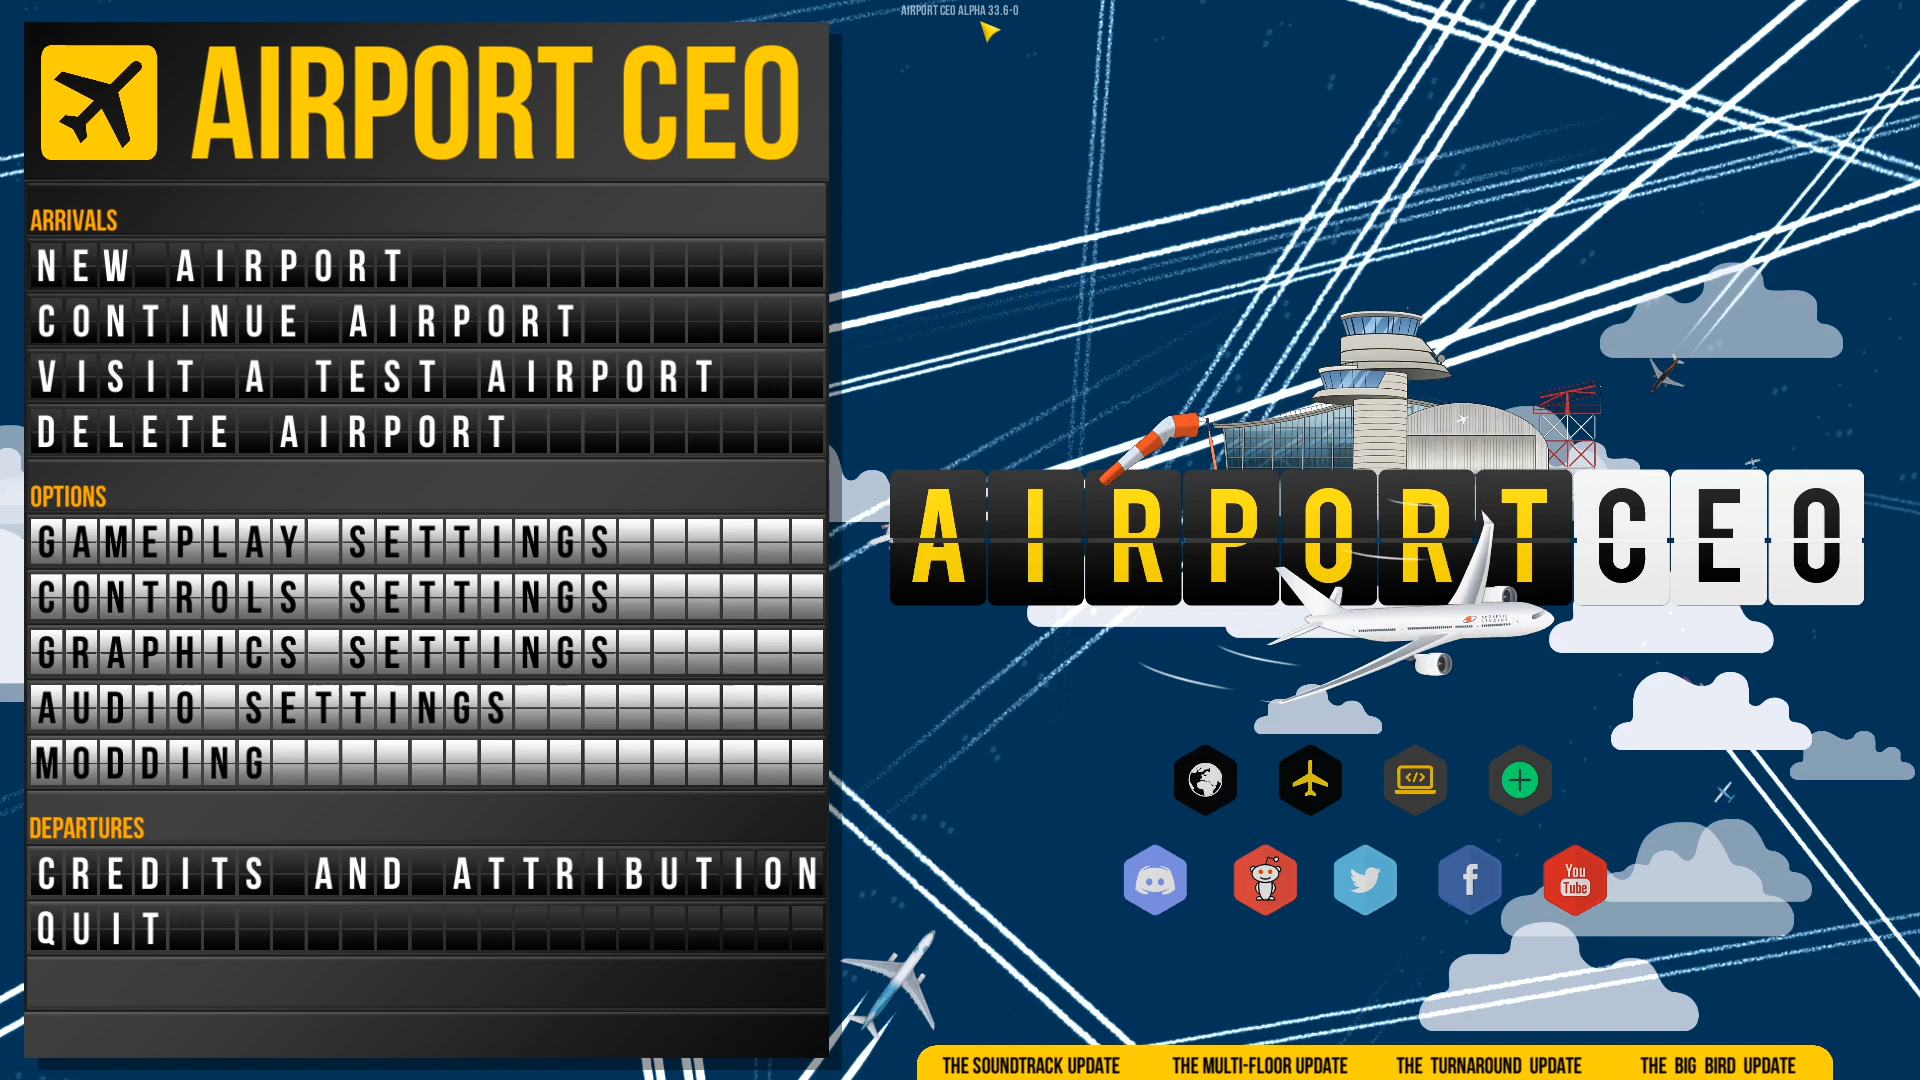 AIRPORT CEO ALPHA 33.6-0
AIRPORT CEO
ARRIVALS
NEW AIRPORT
CONTINUE AIRPORT
VISIT A TEST AIRPORT
DELETE AIRPORT
OPTIONS
GAMEPLAY SETTINGS
CONTROLS SETTINGS
GRAPHICS SETTINGS
AUDIO SETTINGS
MODDING
DEPARTURES
CREDITS AND ATTRIBUTION
QUIT
AIRPORTCEO
You
Tube
THE SOUNDTRACK UPDATE
THE MULTI-FLOOR UPDATE
THE TURNAROUND UPDATE
THE BIG BIRD UPDATE